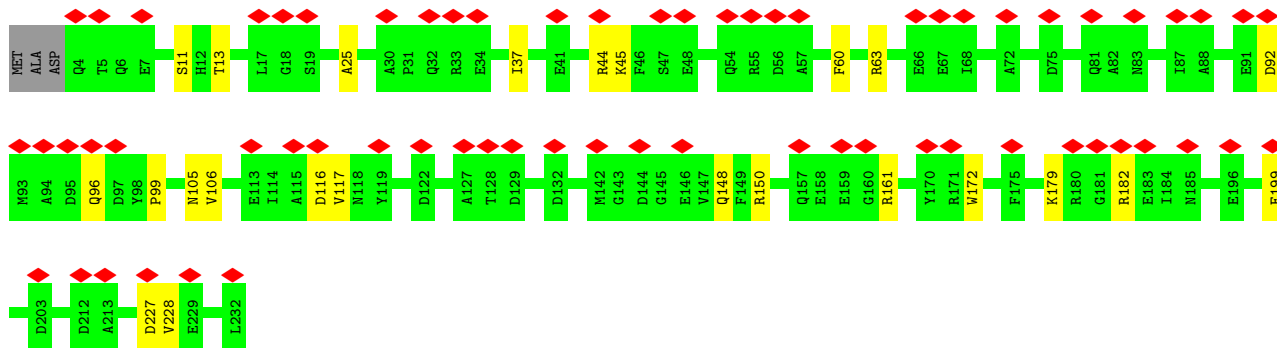 MET ALA ASP Q4 T5 Q6 E7 S11 H12 T13 L17 G18 S19 A25 A30 P31 Q32 R33 E34 I37 E41 R44 K45 F46 S47 E48 Q54 R55 D56 A57 F60 R63 E66 E67 I68 A72 D75 Q81 A82 N83 I87 A88 E91 D92
M93 A94 D95 Q96 D97 Y98 P99 N105 V106 E113 I114 A115 D116 V117 N118 Y119 D122 A127 T128 D129 D132 M142 G143 D144 G145 E146 V147 Q148 F149 R150 Q157 E158 E159 G160 R161 Y170 R171 W172 F175 K179 R180 G181 R182 E183 I184 N185 E196
D203 D212 A213 D227 V228 E229 L232